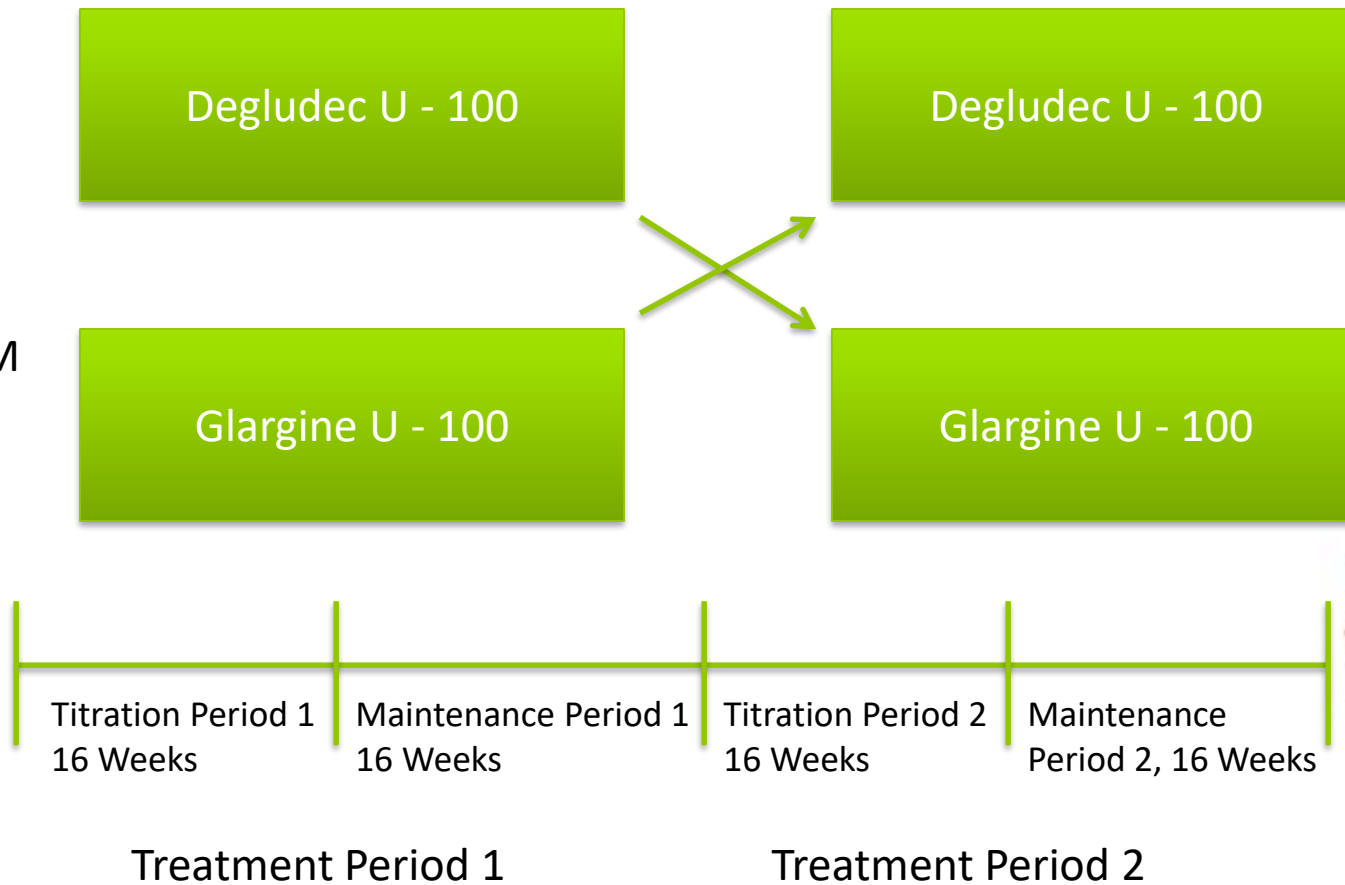 Degludec U - 100
Degludec U - 100
M
Glargine U - 100
Glargine U - 100
Titration Period 1
16 Weeks
Maintenance Period 1
16 Weeks
Titration Period 2
16 Weeks
Maintenance
Period 2, 16 Weeks
Treatment Period 1
Treatment Period 2